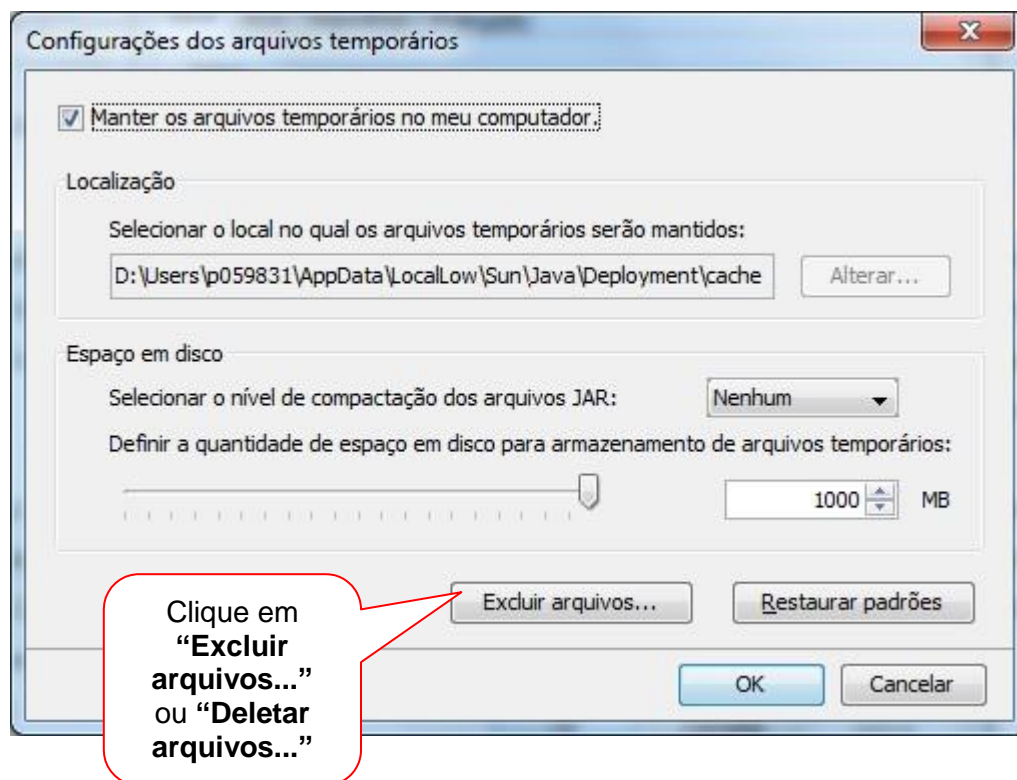 Configurações dos arquivos temporários
Manter os arquivos temporários no meu computador.
Localização
Selecionar o local no qual os arquivos temporários serão mantidos:
D:\Users\p059831\AppData\LocalLow\Sun\Java\Deployment\cache
Alterar...
Espaço em disco
Selecionar o nível de compactação dos arquivos JAR:
Nenhum
Definir a quantidade de espaço em disco para armazenamento de arquivos temporários:
1000 MB
Excluir arquivos...
Restaurar padrões
Clique em
“Excluir
arquivos...”
ou “Deletar
arquivos...”
OK
Cancelar